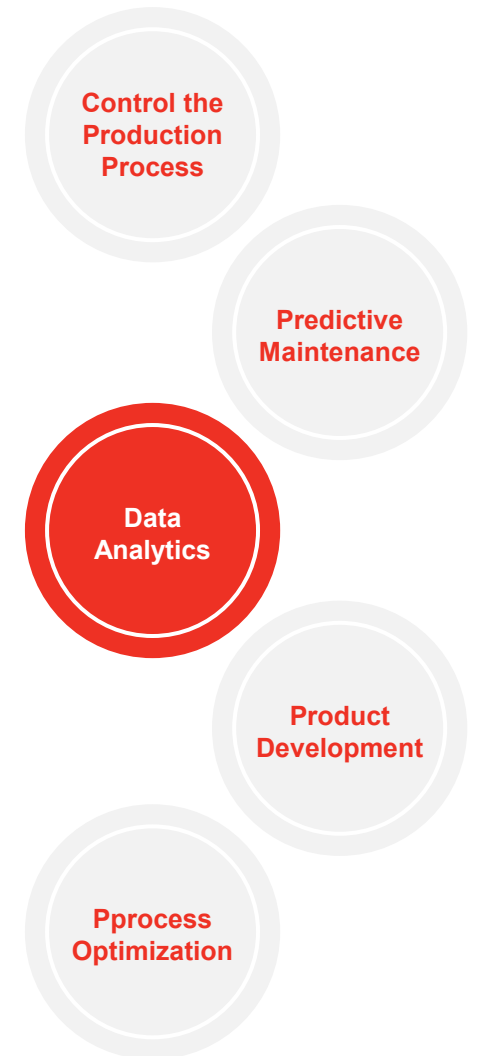 Control the
Production
Process
Predictive
Maintenance
Data
Analytics
Product
Development
Pprocess
Optimization